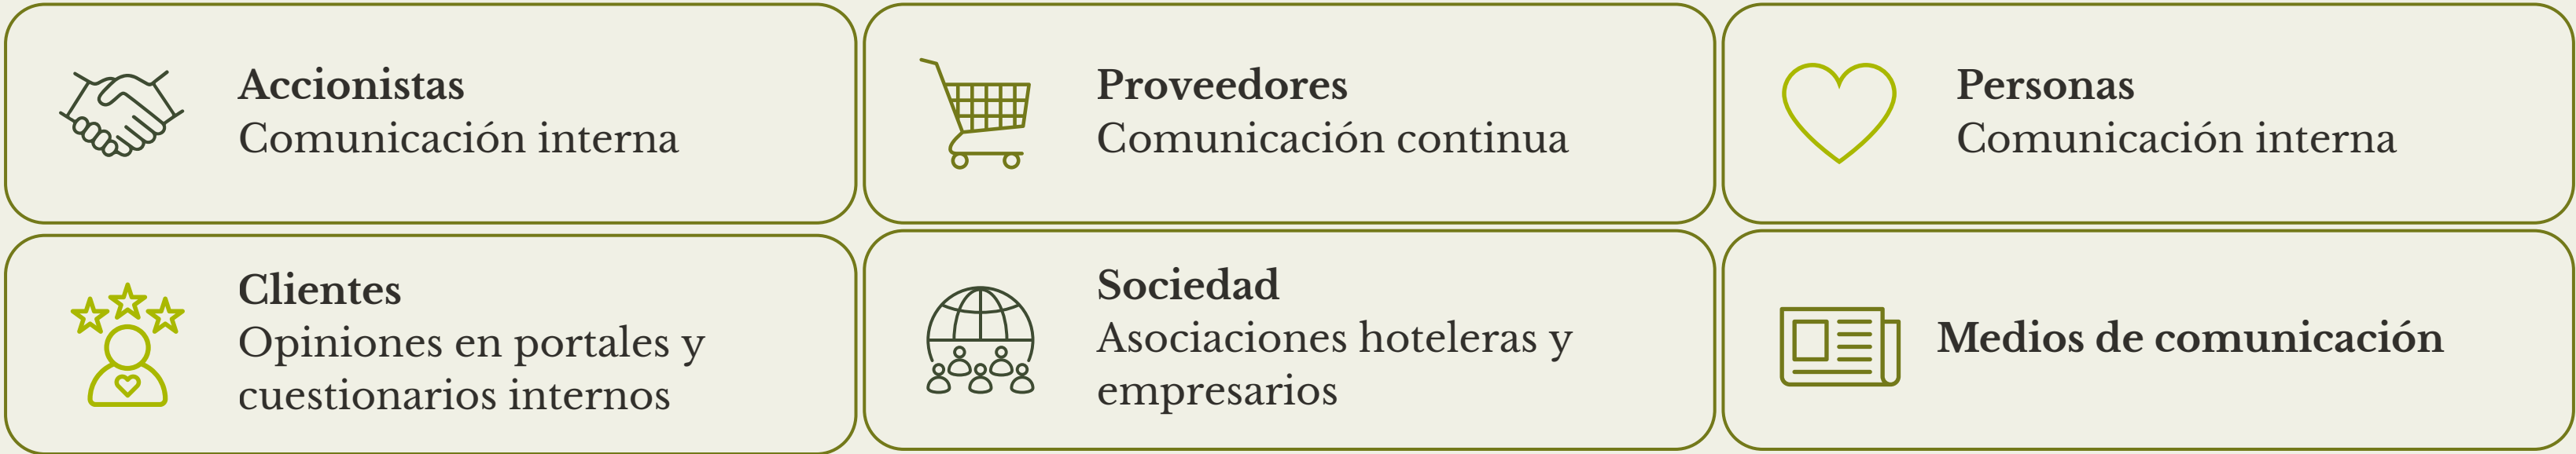 Accionistas
Comunicación interna
Proveedores
Comunicación continua
Personas
Comunicación interna
Clientes
Opiniones en portales y
cuestionarios internos
Sociedad
Asociaciones hoteleras y
empresarios
Medios de comunicación